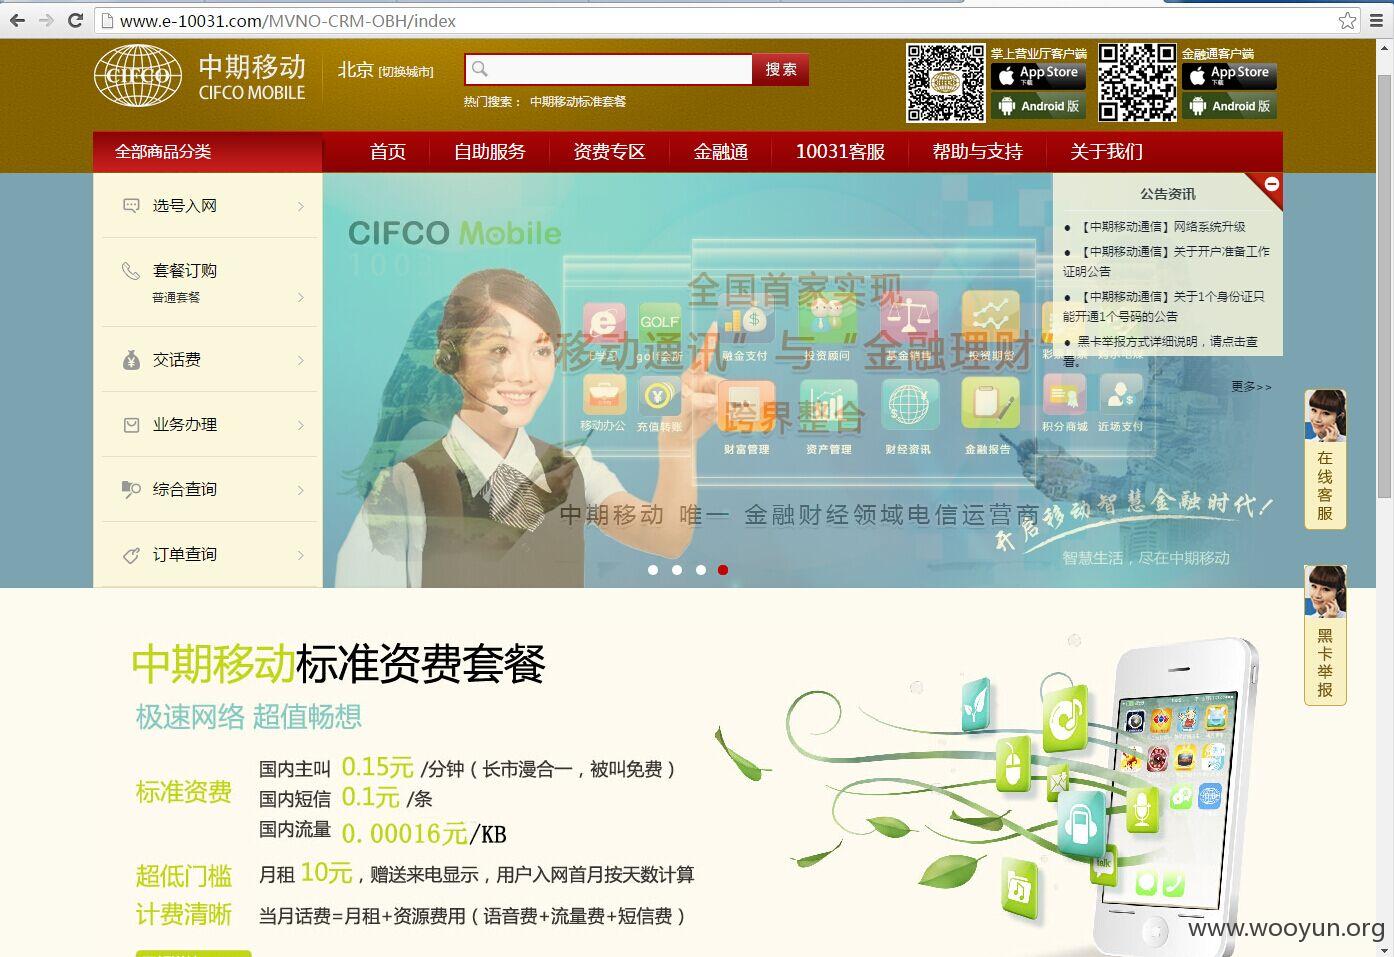 www.e-10031.com/MVNO-CRM-OBH/index
CIFCO
中期移动
CIFCO MOBILE
北京 [切换城市]
搜索
热门搜索： 中期移动标准套餐
掌上营业厅客户端
App Store
下载
Android 版
金融通客户端
App Store
下载
Android 版
全部商品分类
首页
自助服务
资费专区
金融通
10031客服
帮助与支持
关于我们
选号入网
套餐订购
普通套餐
交话费
业务办理
综合查询
订单查询
CIFCO Mobile
全国首家实现
“移动通讯”与“金融理财”
跨界整合
E学习
GOLF
golf会所
融金支付
投资顾问
基金销售
投资期货
移动办公
充值转账
财富管理
资产管理
财经资讯
金融报告
积分商城
近场支付
中期移动 唯一 金融财经领域电信运营商
开启移动智慧金融时代！
智慧生活，尽在中期移动
公告资讯
● 【中期移动通信】网络系统升级
● 【中期移动通信】关于开户准备工作
证明公告
● 【中期移动通信】关于1个身份证只
能开通1个号码的公告
● 黑卡举报方式详细说明，请点击查
看。
更多>>
在线客服
黑卡举报
中期移动标准资费套餐
极速网络 超值畅想
标准资费
国内主叫 0.15元 /分钟（长市漫合一，被叫免费）
国内短信 0.1元 /条
国内流量 0.00016元/KB
超低门槛 月租 10元，赠送来电显示，用户入网首月按天数计算
计费清晰 当月话费=月租+资源费用（语音费+流量费+短信费）
talk
www.wooyun.org